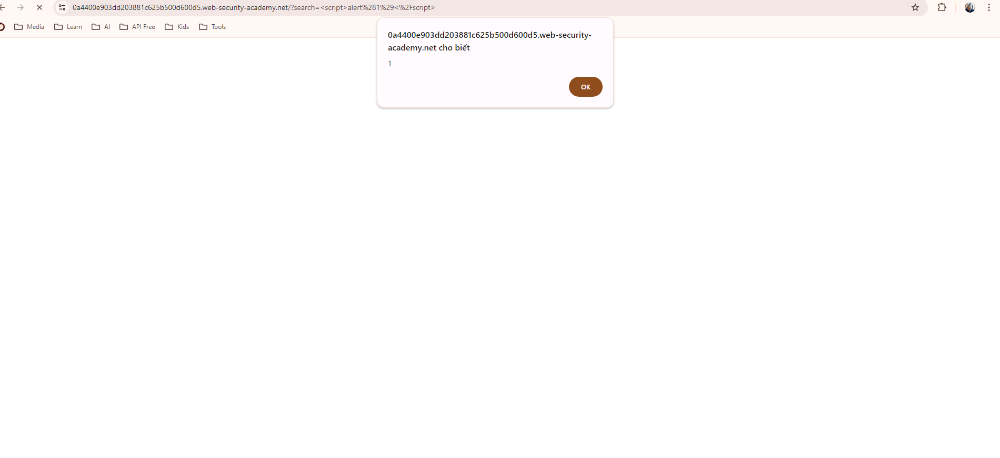 0a4400e903dd203881c625b500d600d5.web-security-academy.net/?search=<script>alert%281%29<%2Fscript>
Media Learn AI API Free Kids Tools
0a4400e903dd203881c625b500d600d5.web-security-
academy.net cho biết
1
OK